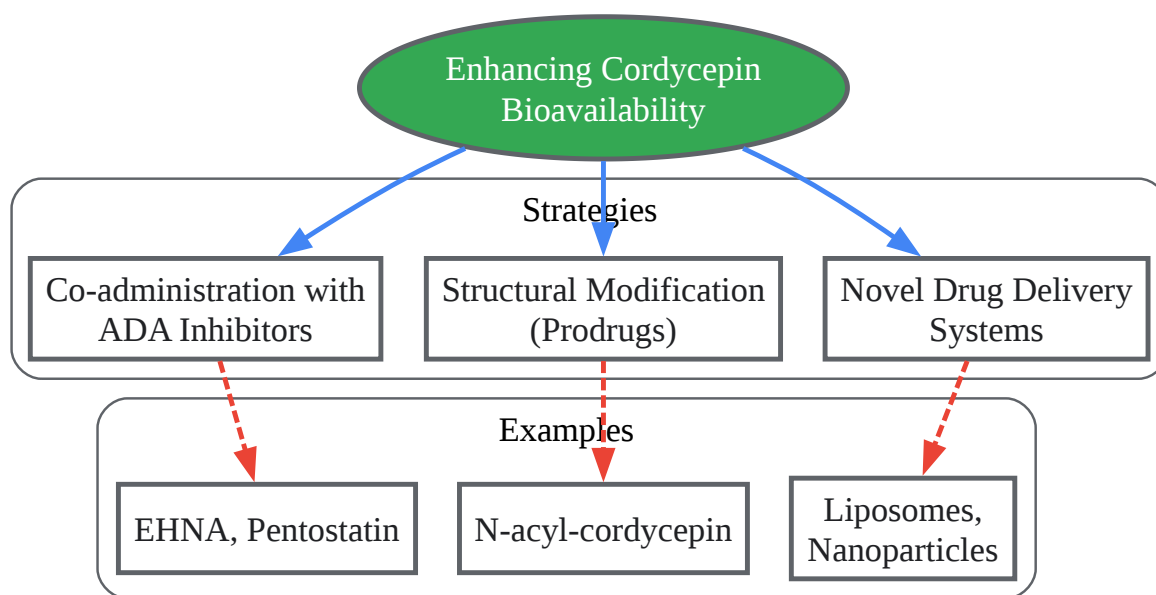 Enhancing Cordycepin
Bioavailability
Strategies
Co-administration with
ADA Inhibitors
Structural Modification
(Prodrugs)
Novel Drug Delivery
Systems
Examples
EHNA, Pentostatin
N-acyl-cordycepin
Liposomes,
Nanoparticles